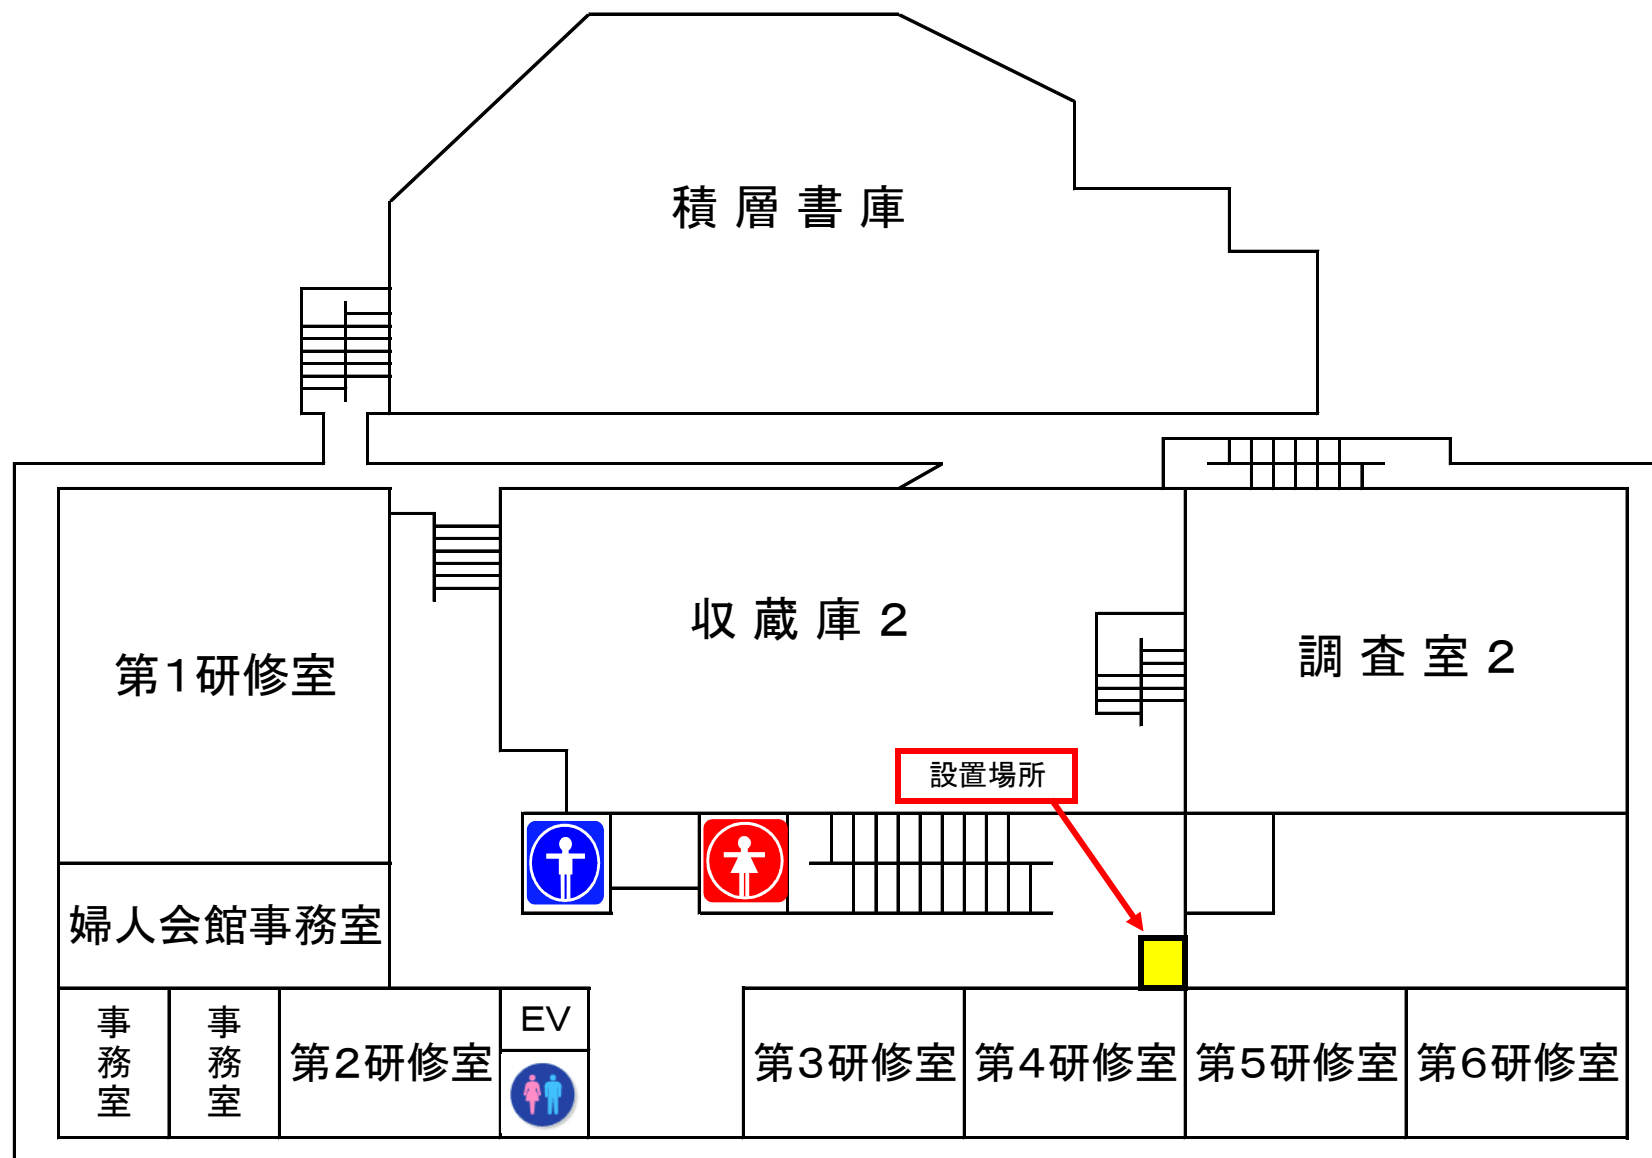 積層書庫
収蔵庫2
調査室2
第1研修室
設置場所
婦人会館事務室
事務室
事務室
第2研修室
EV
第3研修室
第4研修室
第5研修室
第6研修室